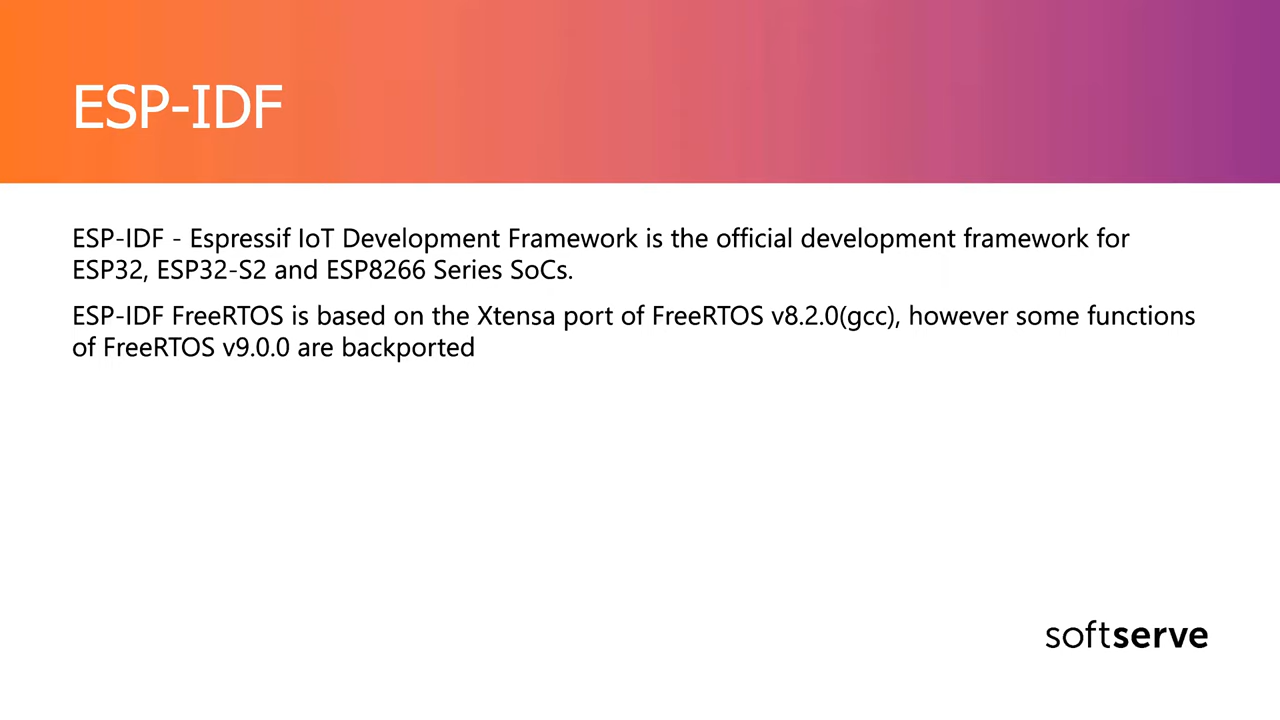 ESP-IDF
ESP-IDF - Espressif IoT Development Framework is the official development framework for
ESP32, ESP32-S2 and ESP8266 Series SoCs.
ESP-IDF FreeRTOS is based on the Xtensa port of FreeRTOS v8.2.0(gcc), however some functions
of FreeRTOS v9.0.0 are backported
softserve